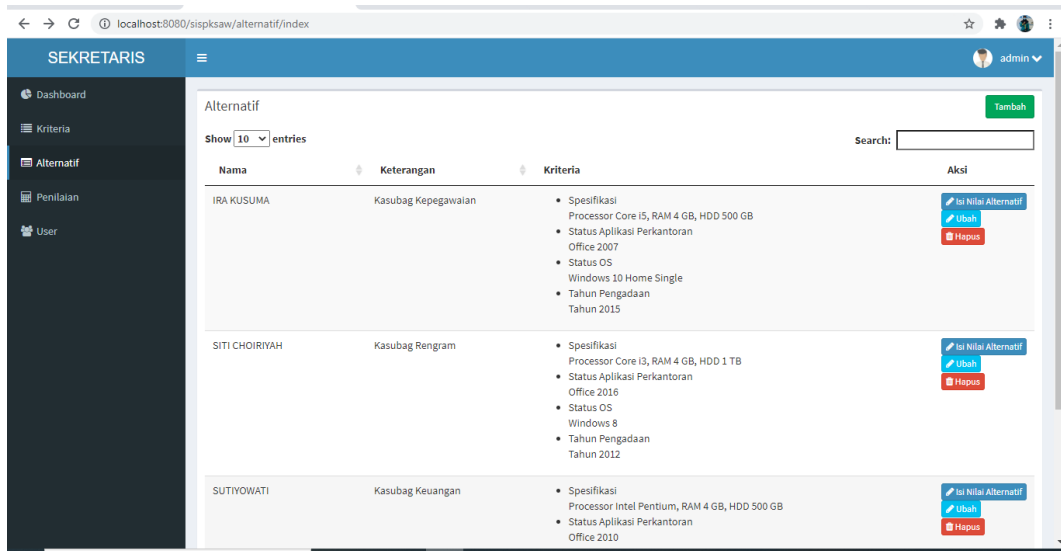 localhost:8080/sispksaw/alternatif/index
SEKRETARIS
admin
Dashboard
Kriteria
Alternatif
Penilaian
User
Alternatif
Tambah
Show 10 entries
Search:
Nama Keterangan Kriteria Aksi
IRA KUSUMA Kasubag Kepegawaian • Spesifikasi Isi Nilai Alternatif
Processor Core i5, RAM 4 GB, HDD 500 GB Ubah
• Status Aplikasi Perkantoran Hapus
Office 2007
• Status OS
Windows 10 Home Single
• Tahun Pengadaan
Tahun 2015
SITI CHOIRIYAH Kasubag Rengram • Spesifikasi Isi Nilai Alternatif
Processor Core i3, RAM 4 GB, HDD 1 TB Ubah
• Status Aplikasi Perkantoran Hapus
Office 2016
• Status OS
Windows 8
• Tahun Pengadaan
Tahun 2012
SUTIYOWATI Kasubag Keuangan • Spesifikasi Isi Nilai Alternatif
Processor Intel Pentium, RAM 4 GB, HDD 500 GB Ubah
• Status Aplikasi Perkantoran Hapus
Office 2010